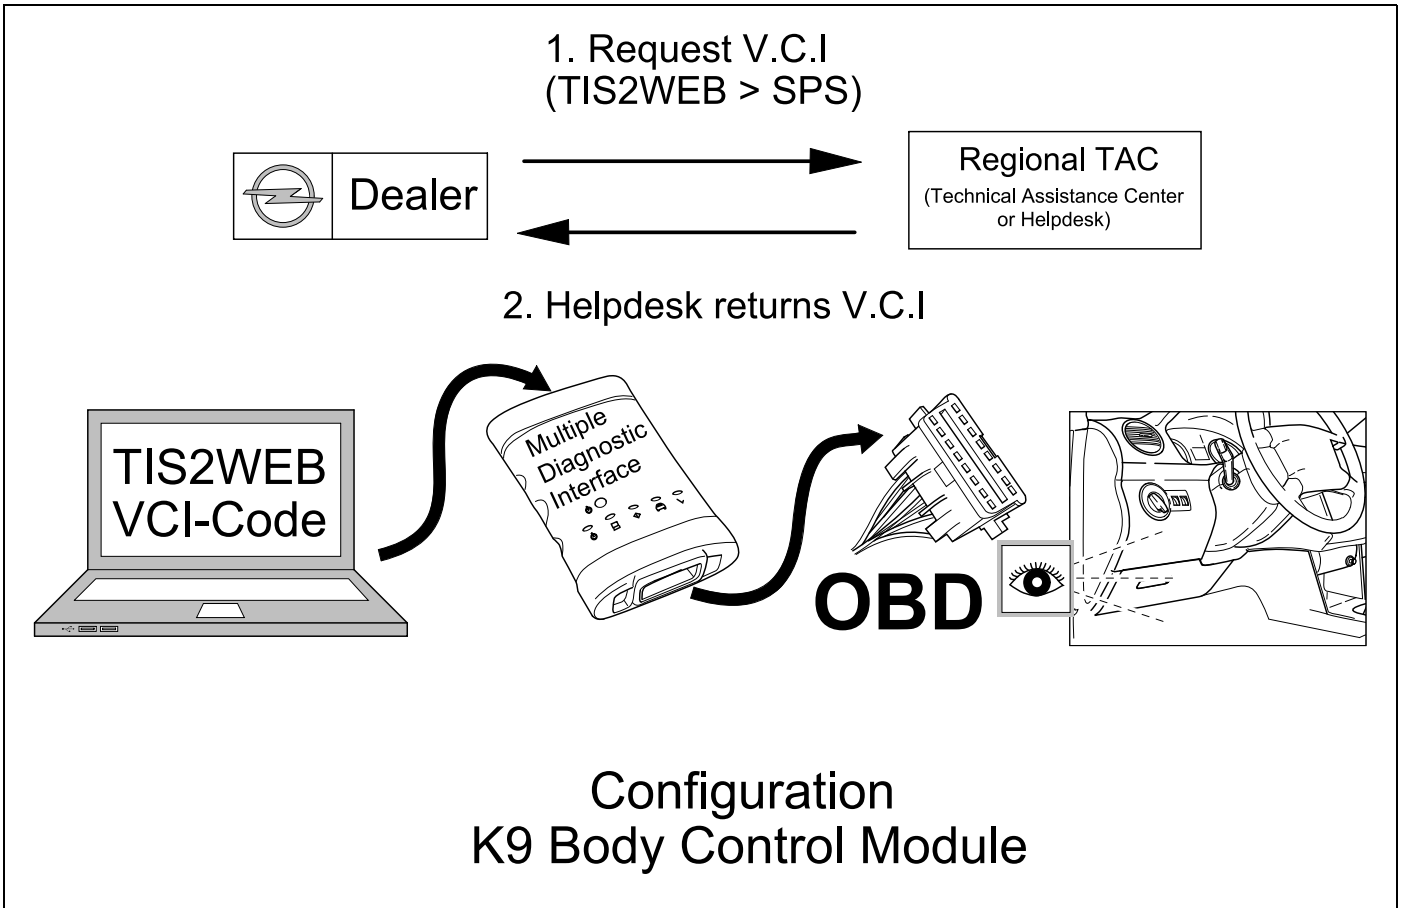 1. Request V.C.I
(TIS2WEB > SPS)
Dealer
Regional TAC
(Technical Assistance Center
or Helpdesk)
2. Helpdesk returns V.C.I
TIS2WEB
VCI-Code
Multiple
Diagnostic
Interface
OBD
Configuration
K9 Body Control Module